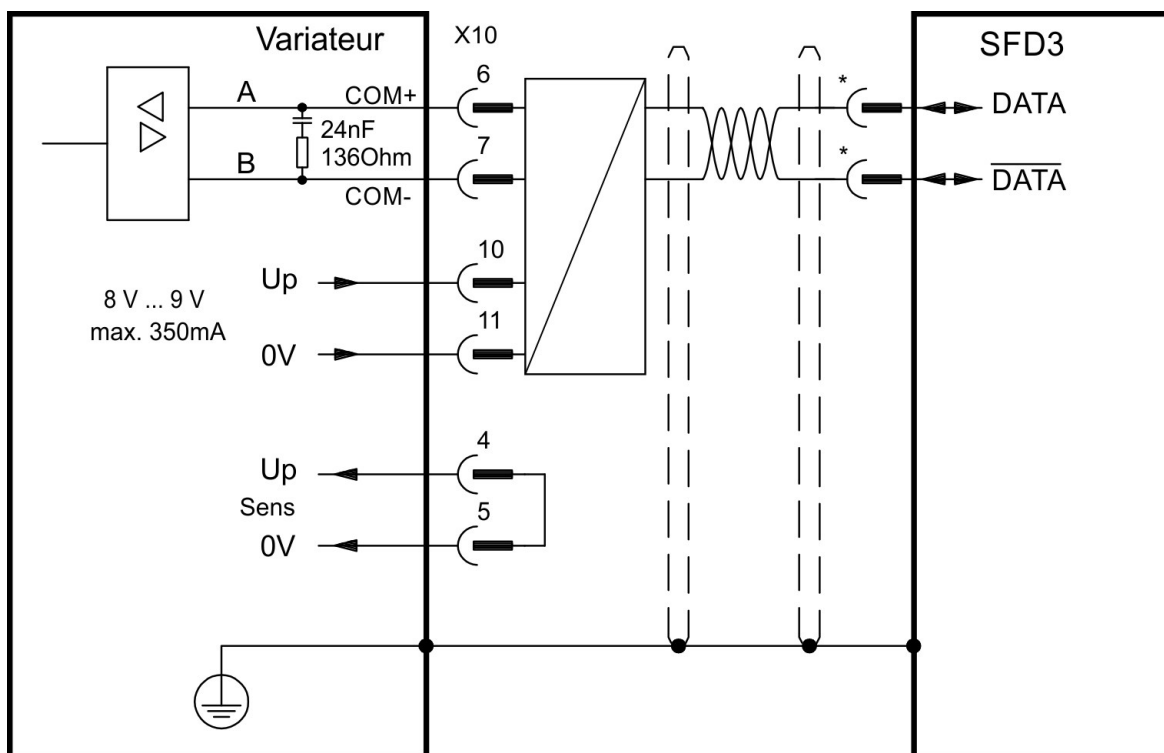 Variateur
X10
SFD3
6
A
COM+
*
DATA
24nF
136Ohm
7
B
COM-
*
DATA
10
Up
8 V ... 9 V
max. 350mA
11
0V
4
Up
Sens
5
0V